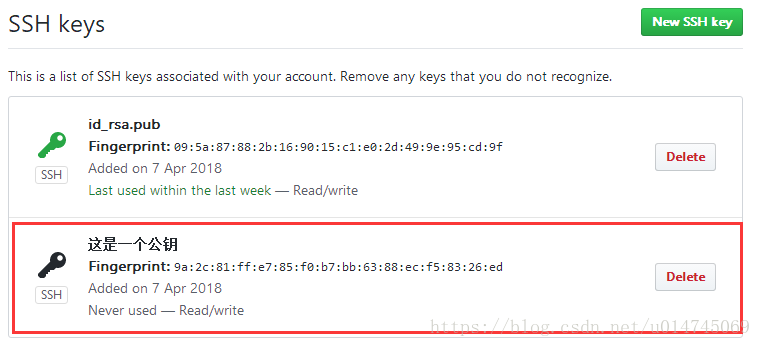 SSH keys
New SSH key
This is a list of SSH keys associated with your account. Remove any keys that you do not recognize.
id_rsa.pub
Fingerprint: 09:5a:87:88:2b:16:90:15:c1:e0:2d:49:9e:95:cd:9f
Added on 7 Apr 2018
Last used within the last week — Read/write
SSH
Delete
这是一个公钥
Fingerprint: 9a:2c:81:ff:e7:85:f0:b7:bb:63:88:ec:f5:83:26:ed
Added on 7 Apr 2018
Never used — Read/write
SSH
Delete
https://blog.csdn.net/u014745069